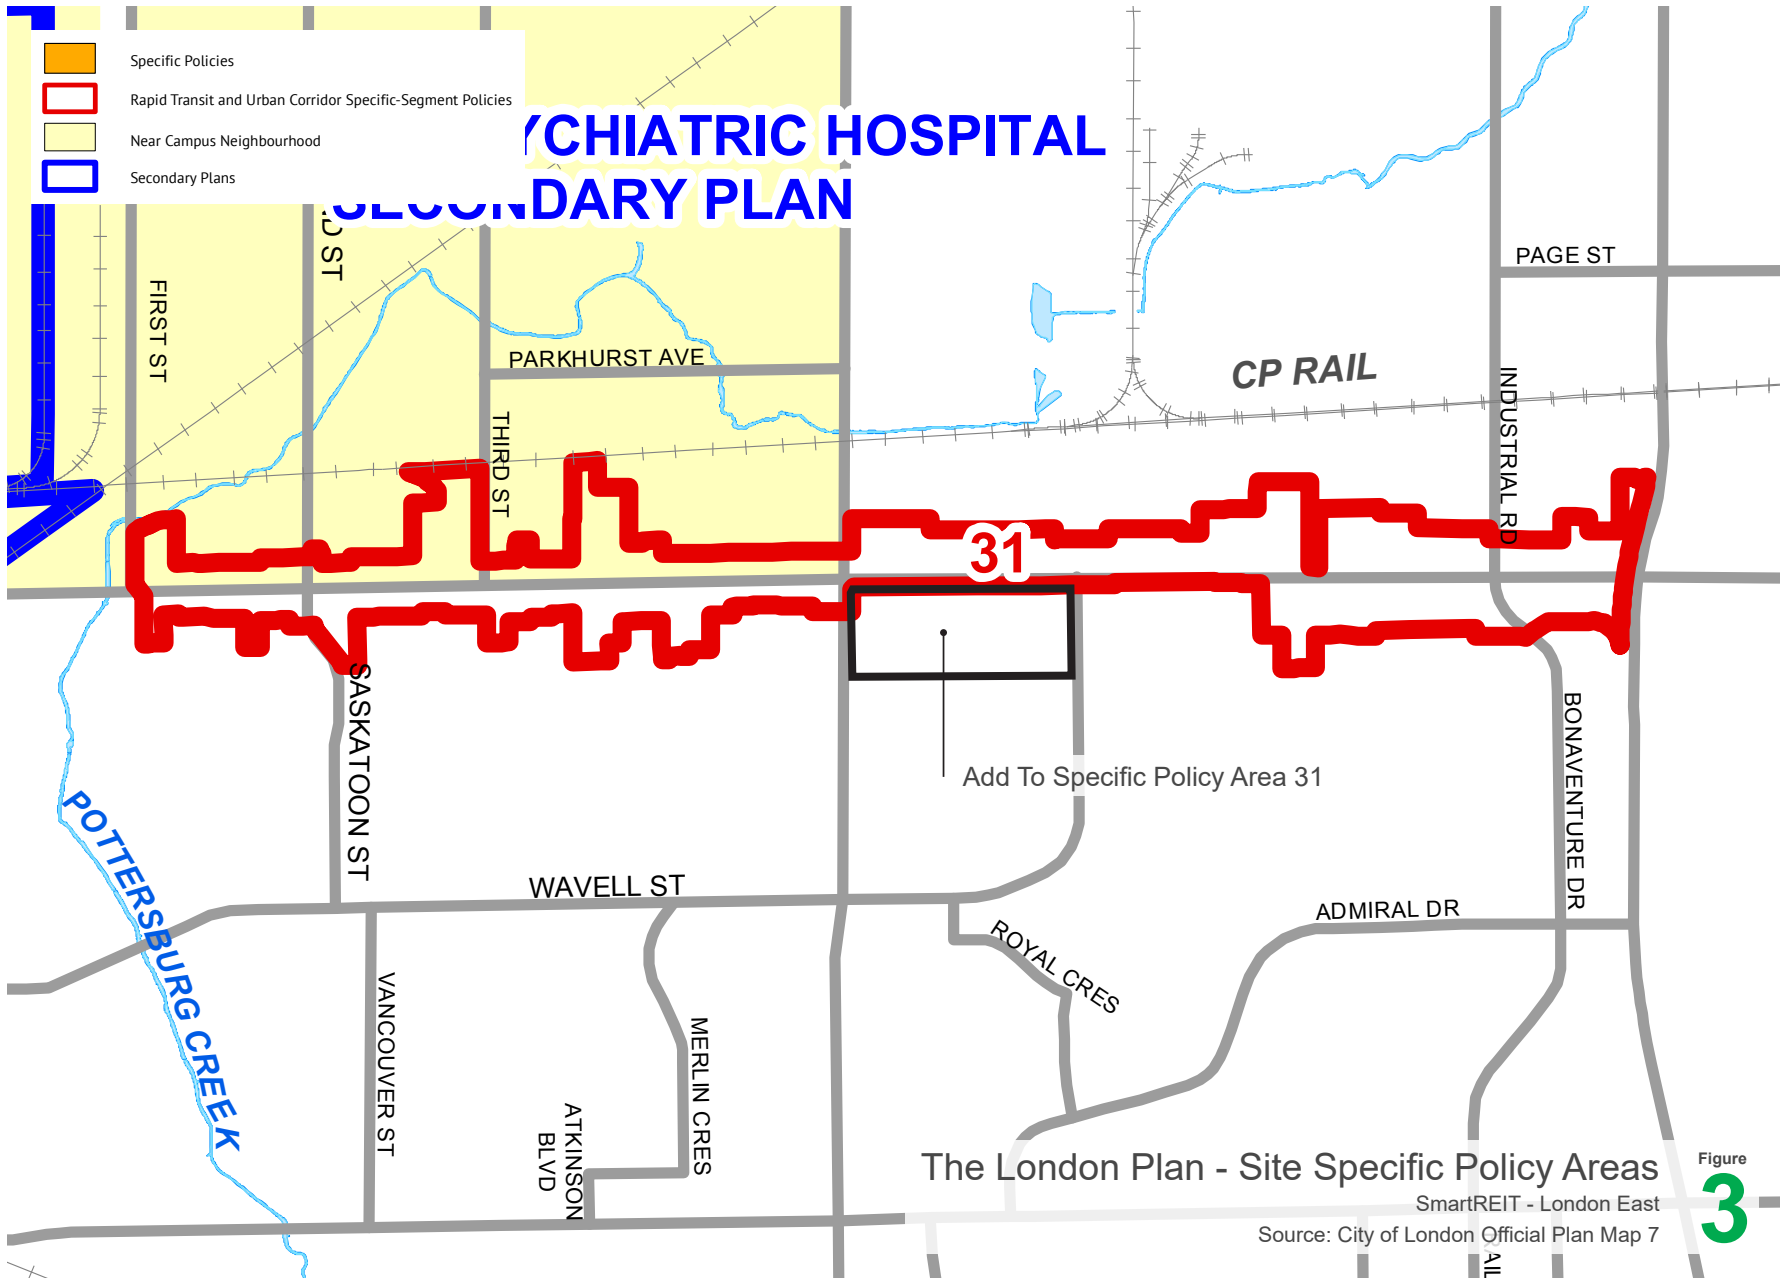 Specific Policies
Rapid Transit and Urban Corridor Specific-Segment Policies
Near Campus Neighbourhood
Secondary Plans
YCHIATRIC HOSPITAL
SECONDARY PLAN
D ST
FIRST ST
PAGE ST
PARKHURST AVE
CP RAIL
THIRD ST
INDUSTRIAL RD
31
SASKATOON ST
BONAVENTURE DR
Add To Specific Policy Area 31
POTTERSBURG CREEK
WAVELL ST
ADMIRAL DR
ROYAL CRES
VANCOUVER ST
MERLIN CRES
ATKINSON
BLVD
The London Plan - Site Specific Policy Areas
SmartREIT - London East
Source: City of London Official Plan Map 7
Figure
3